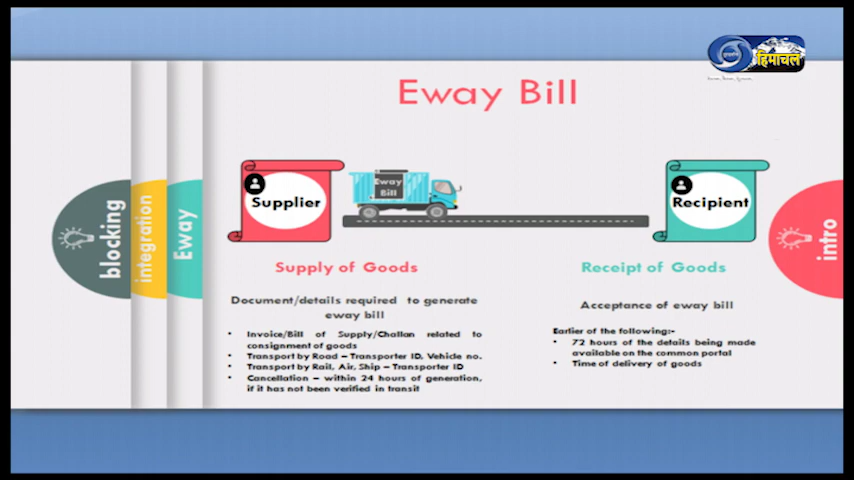 हिमाचल
Eway Bill
Supplier
Eway
Bill
Recipient
blocking
integration
Eway
intro
Supply of Goods
Receipt of Goods
Document/details required to generate
eway bill
• Invoice/Bill of Supply/Challan related to
consignment of goods
• Transport by Road – Transporter ID, Vehicle no.
• Transport by Rail, Air, Ship – Transporter ID
• Cancellation – within 24 hours of generation,
if it has not been verified in transit
Acceptance of eway bill
Earlier of the following:-
• 72 hours of the details being made
available on the common portal
• Time of delivery of goods